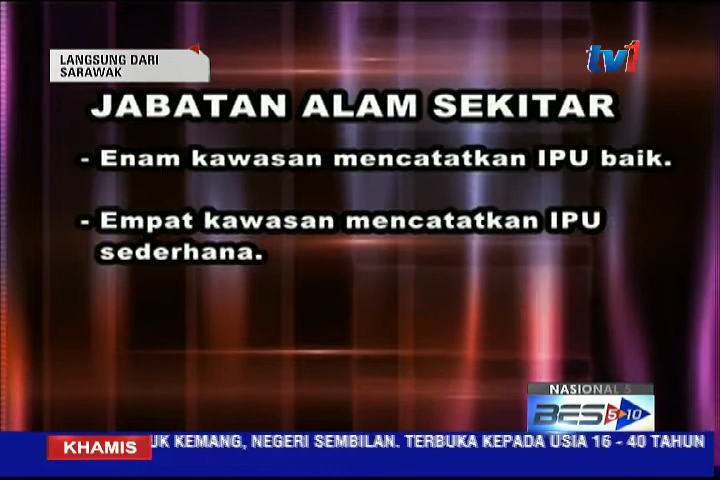 LANGSUNG DARI
SARAWAK
tv1
JABATAN ALAM SEKITAR
- Enam kawasan mencatatkan IPU baik.
- Empat kawasan mencatatkan IPU
sederhana.
NASIONAL
BES 5 10
KHAMIS
UK KEMANG, NEGERI SEMBILAN. TERBUKA KEPADA USIA 16 - 40 TAHUN